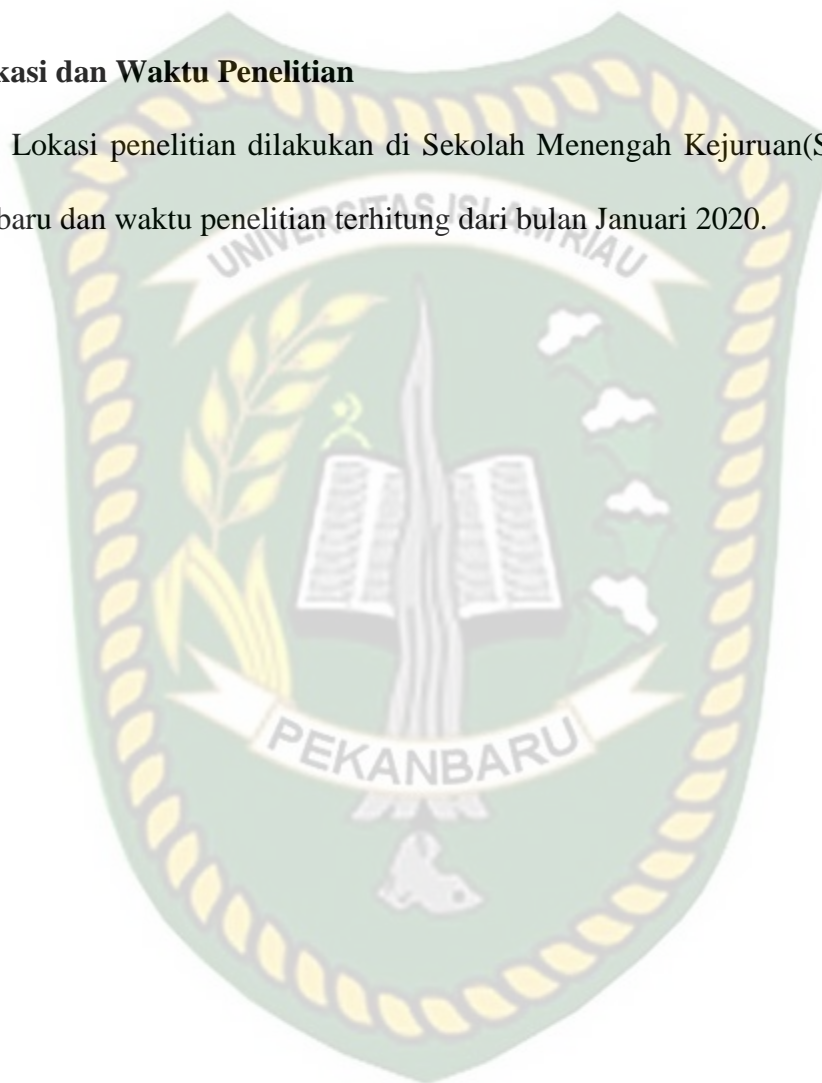 kasi dan Waktu Penelitian
Lokasi penelitian dilakukan di Sekolah Menengah Kejuruan(S
baru dan waktu penelitian terhitung dari bulan Januari 2020.
UNIVERSITAS ISLAM RIAU
PEKANBARU